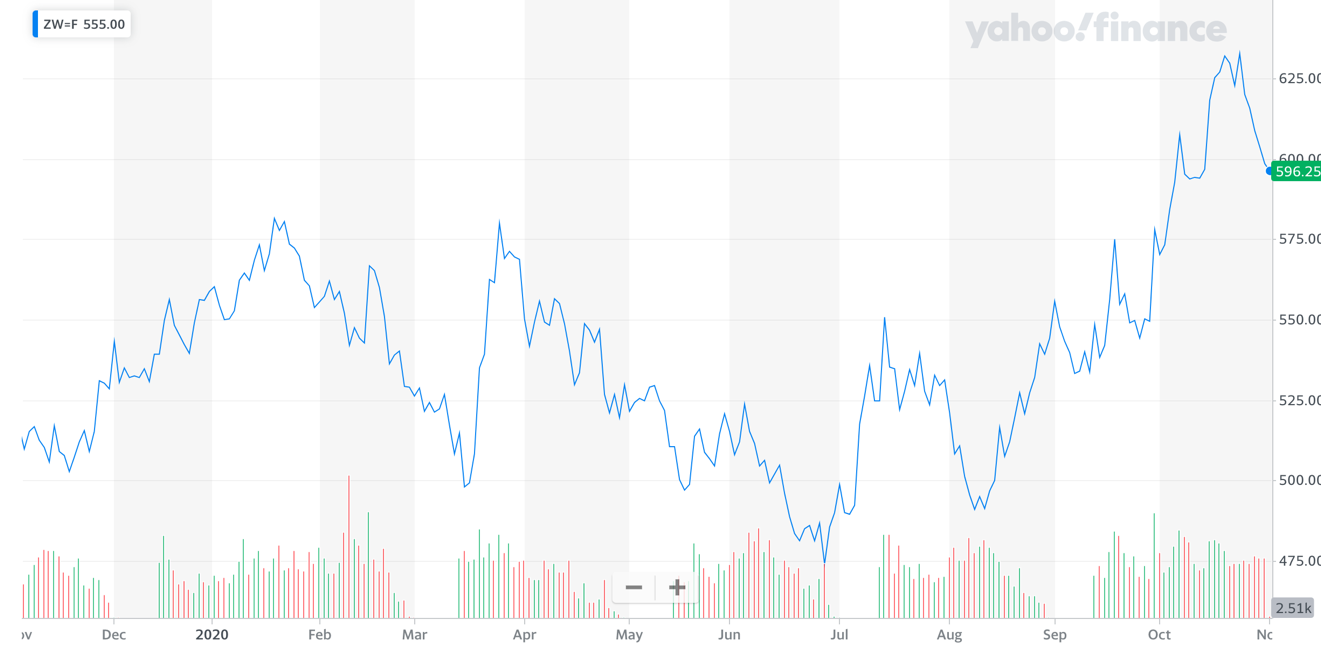 ZW=F 555.00
yahoo!finance
625.00
600.00
596.25
575.00
550.00
525.00
500.00
475.00
2.51k
Dec 2020 Feb Mar Apr May Jun Jul Aug Sep Oct